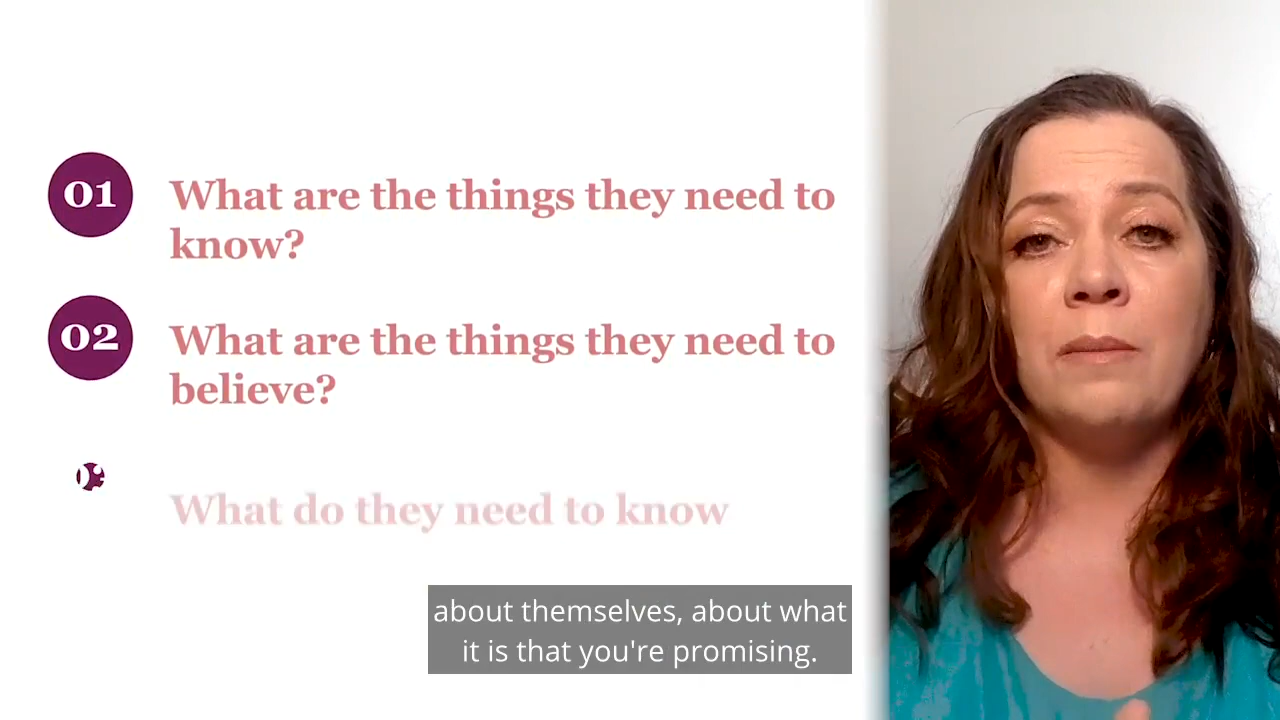 01
What are the things they need to
know?
02
What are the things they need to
believe?
What do they need to know
about themselves, about what
it is that you're promising.